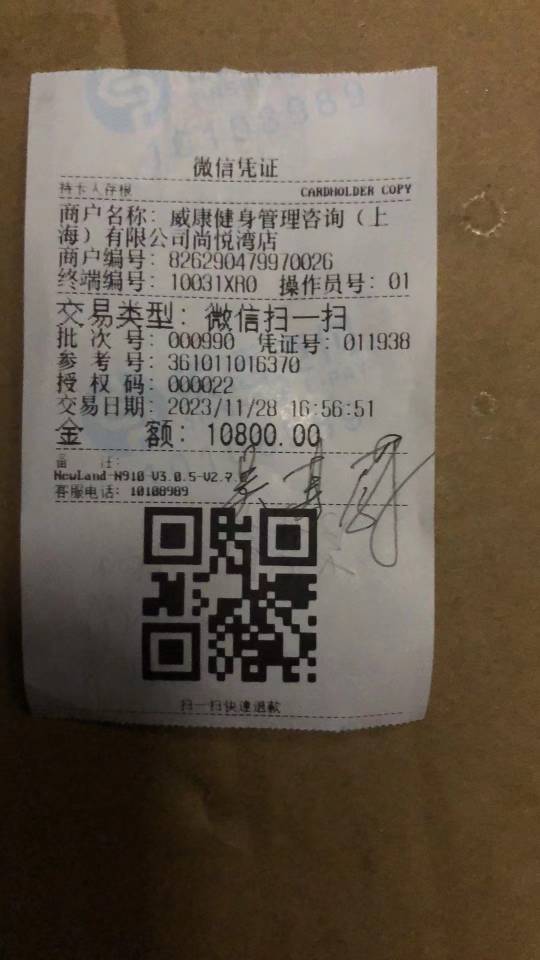 微信凭证
持卡人存根 CARDHOLDER COPY
商户名称: 威康健身管理咨询（上
海）有限公司尚悦湾店
商户编号: 826290479970026
终端编号: 10031XR0 操作员号: 01
交易类型: 微信扫一扫
批 次 号: 000990 凭证号: 011938
参 考 号: 361011016370
授 权 码: 000022
交易日期: 2023/11/28 16:56:51
金 额: 10800.00
备 注:
NewLand-N910-V3.0.5-V2.9.
客服电话: 10108989
扫一扫快速退款